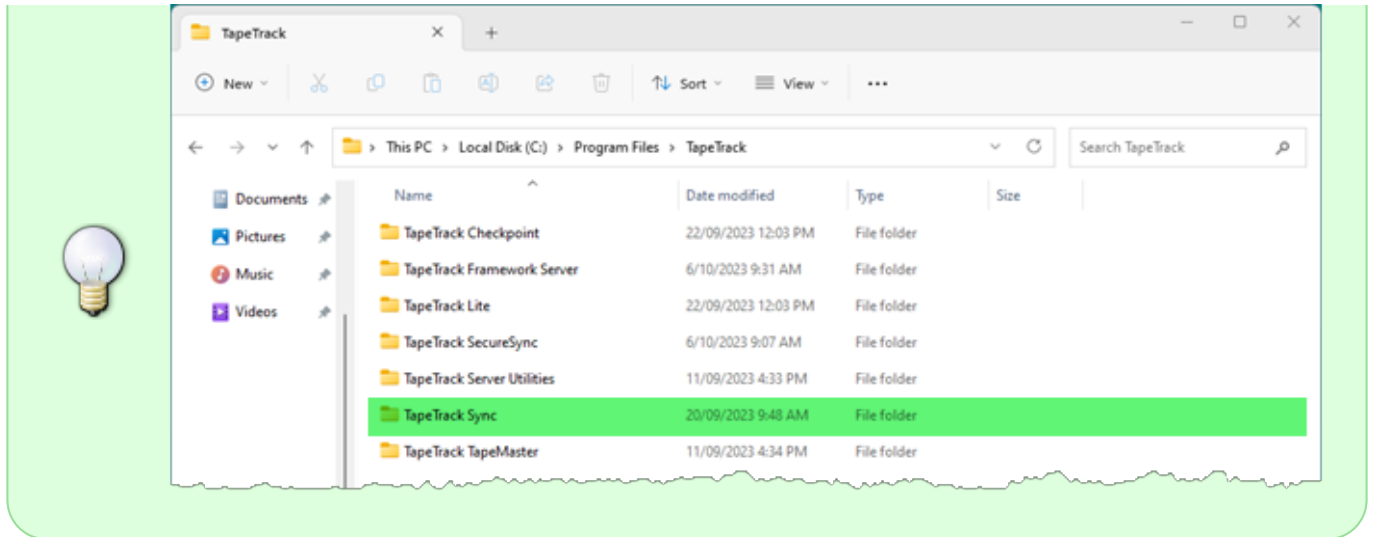 TapeTrack
New Sort View
This PC > Local Disk (C:) > Program Files > TapeTrack Search TapeTrack
Documents Name Date modified Type Size
Pictures TapeTrack Checkpoint 22/09/2023 12:03 PM File folder
Music TapeTrack Framework Server 6/10/2023 9:31 AM File folder
Videos TapeTrack Lite 22/09/2023 12:03 PM File folder
TapeTrack SecureSync 6/10/2023 9:07 AM File folder
TapeTrack Server Utilities 11/09/2023 4:33 PM File folder
TapeTrack Sync 20/09/2023 9:48 AM File folder
TapeTrack TapeMaster 11/09/2023 4:34 PM File folder